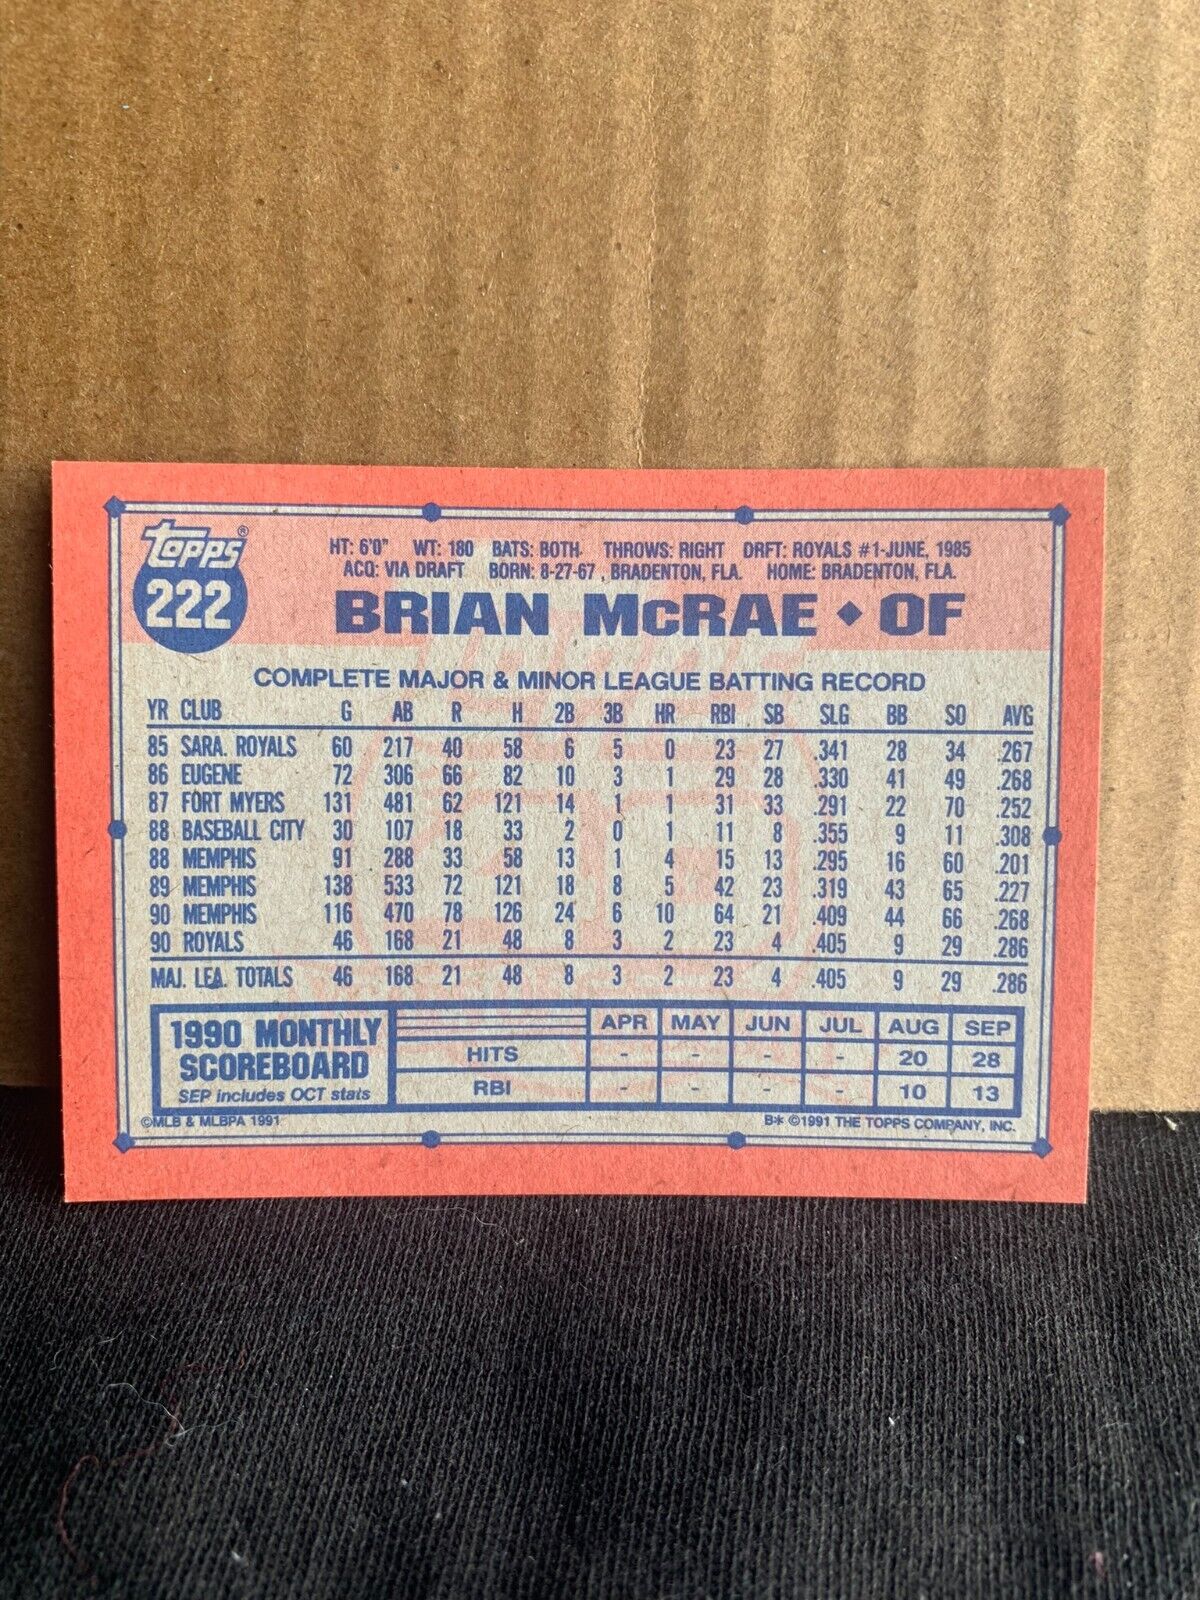 topps®
222
HT: 6'0" WT: 180 BATS: BOTH THROWS: RIGHT DRFT: ROYALS #1-JUNE, 1985
ACQ: VIA DRAFT BORN: 8-27-67, BRADENTON, FLA. HOME: BRADENTON, FLA.
BRIAN McRAE ◆ OF
COMPLETE MAJOR & MINOR LEAGUE BATTING RECORD
YR CLUB G AB R H 2B 3B HR RBI SB SLG BB SO AVG
85 SARA. ROYALS 60 217 40 58 6 5 0 23 27 .341 28 34 .267
86 EUGENE 72 306 66 82 10 3 1 29 28 .330 41 49 .268
87 FORT MYERS 131 481 62 121 14 1 1 31 33 .291 22 70 .252
88 BASEBALL CITY 30 107 18 33 2 0 1 11 8 .355 9 11 .308
88 MEMPHIS 91 288 33 58 13 1 4 15 13 .295 16 60 .201
89 MEMPHIS 138 533 72 121 18 8 5 42 23 .319 43 65 .227
90 MEMPHIS 116 470 78 126 24 6 10 64 21 .409 44 66 .268
90 ROYALS 46 168 21 48 8 3 2 23 4 .405 9 29 .286
MAJ. LEA. TOTALS 46 168 21 48 8 3 2 23 4 .405 9 29 .286
1990 MONTHLY
SCOREBOARD
SEP includes OCT stats
APR MAY JUN JUL AUG SEP
HITS - - - - 20 28
RBI - - - - 10 13
©MLB & MLBPA 1991
B* ©1991 THE TOPPS COMPANY, INC.